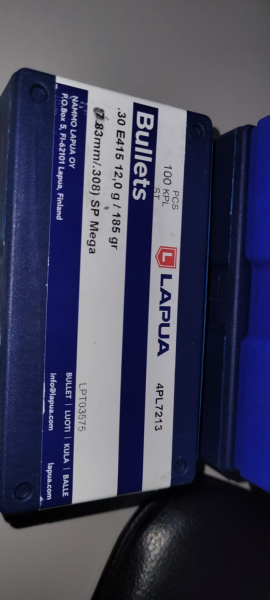 PCS
100 KPL
ST
LAPUA
4PL7213
Bullets
.30 E415 12,0 g / 185 gr
7,83mm/.308) SP Mega
LPT03575
NAMMO LAPUA OY
P.O.Box 5, FI-62101 Lapua, Finland
BULLET | LUOTI | KULA | BALLE
info@lapua.com
lapua.com